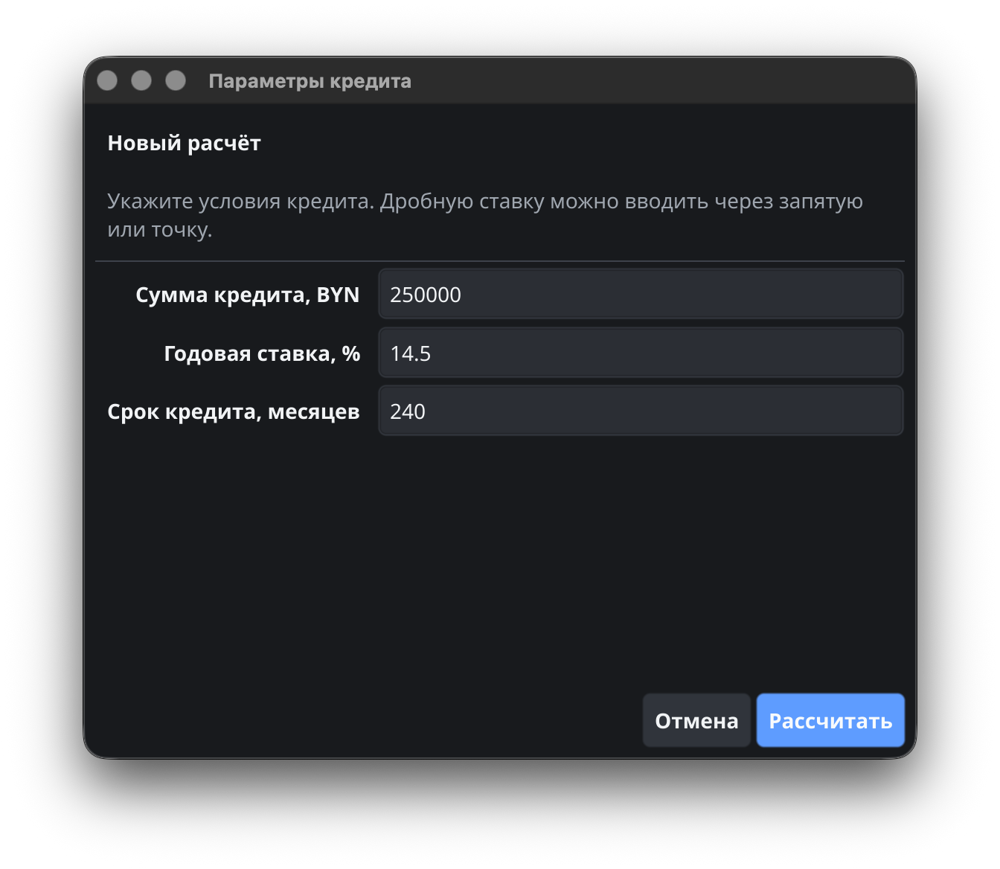 Параметры кредита
Новый расчёт
Укажите условия кредита. Дробную ставку можно вводить через запятую
или точку.
Сумма кредита, BYN 250000
Годовая ставка, % 14.5
Срок кредита, месяцев 240
Отмена Рассчитать